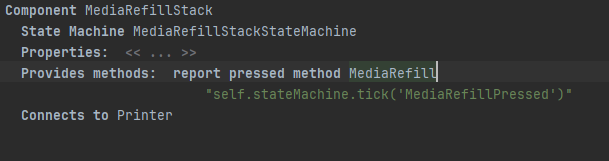 Component MediaRefillStack
State Machine MediaRefillStackStateMachine
Properties: << ... >>
Provides methods: report pressed method MediaRefill
"self.stateMachine.tick('MediaRefillPressed')"
Connects to Printer